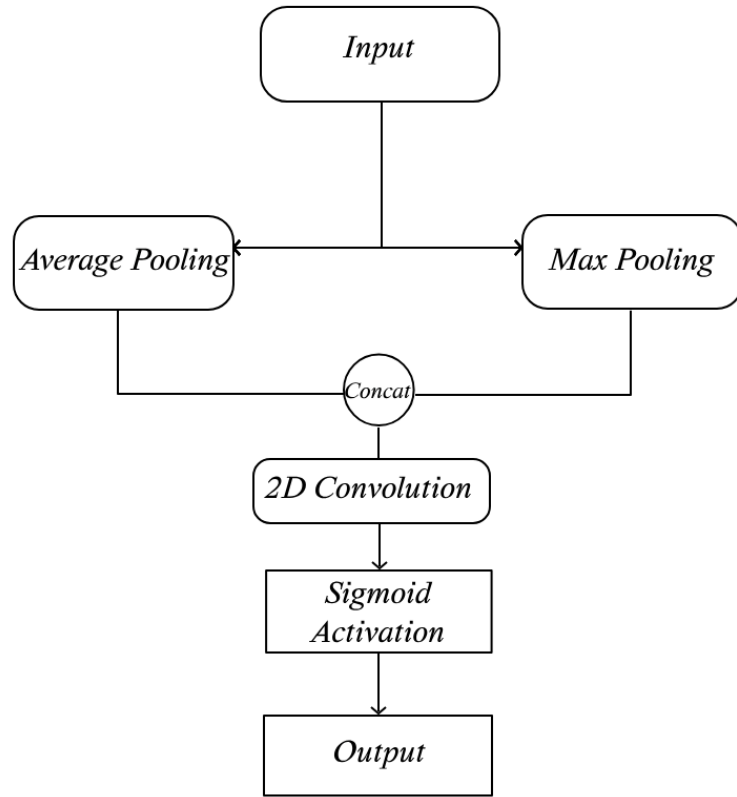 Input
Average Pooling
Max Pooling
Concat
2D Convolution
Sigmoid
Activation
Output